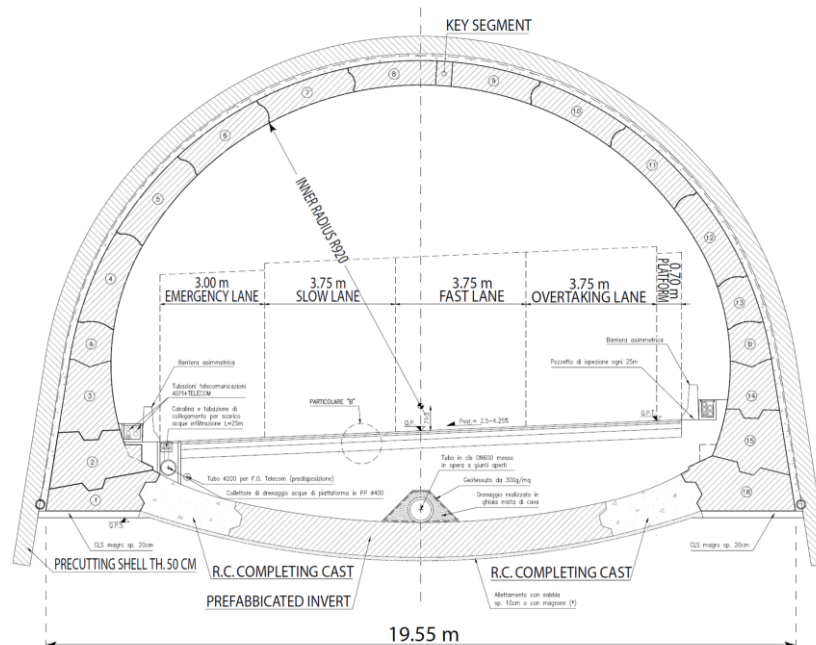 KEY SEGMENT
8
9
7
10
6
11
5
12
4
13
A
B
3
14
2
15
1
16
INNER RADIUS R920
3.00 m
EMERGENCY LANE
3.75 m
SLOW LANE
3.75 m
FAST LANE
3.75 m
OVERTAKING LANE
0.70 m
PLATFORM
Barriera asimmetrica
Tubazioni telecomunicazioni
ASPI+TELECOM
Canalina e tubazione di
collegamento per scarico
acque infiltrazione L=25m
PARTICOLARE "B"
Q.P.
Pear.= 2.5-4.25%
Q.P.T.
Barriera asimmetrica
Pozzetto di ispezione ogni 25m
Tubo in cls DN600 messo
in opera a giunti aperti
Geotessuto da 300g/mq
Drenaggio realizzato in
ghiaia mista di cava
Tubo Φ200 per F.O. Telecom (predisposizione)
Collettore di drenaggio acque di piattaforma in PP Φ400
Q.P.S.
CLS magro sp. 20cm
CLS magro sp. 20cm
PRECUTTING SHELL TH. 50 CM
R.C. COMPLETING CAST
R.C. COMPLETING CAST
PREFABBICATED INVERT
Allettamento con sabbia
sp. 10cm o con magrone (*)
19.55 m